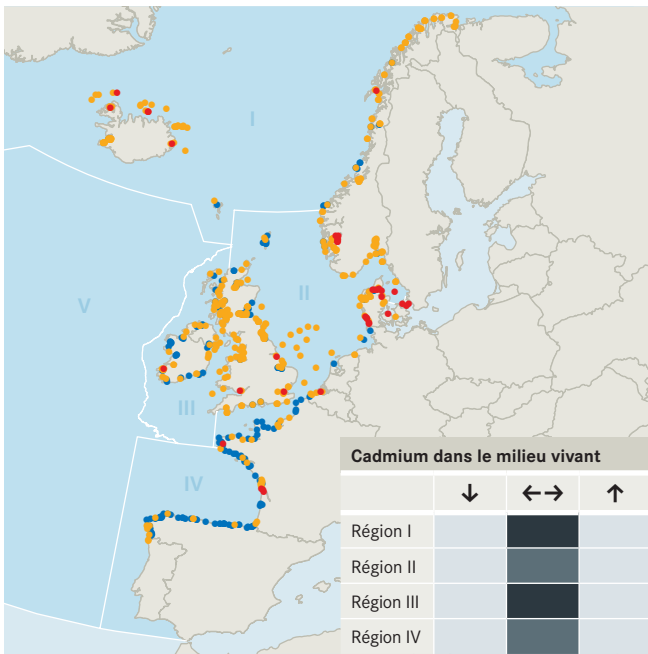 I
II
V
III
IV
Cadmium dans le milieu vivant
↓ ←→ ↑
Région I
Région II
Région III
Région IV